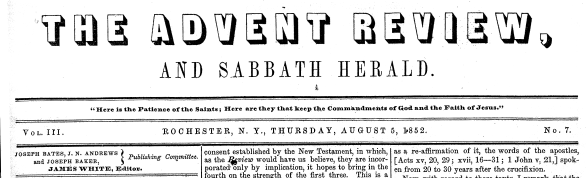 THE ADVENT REVIEW,
AND SABBATH HERALD.
"Here is the Patience of the Saints; Here are they that keep the Commandments of God and the Faith of Jesus."
VOL. III. ROCHESTER, N. Y., THURSDAY, AUGUST 5, 1852. NO. 7.
JOSEPH BATES, J. N. ANDREWS
and JOSEPH BAKER,
Publishing Committee.
JAMES WHITE, Editor.
consent established by the New Testament, in which,
as the Review would have us believe, they are incor-
porated only by implication, it hopes to bring in the
fourth on the strength of the first three. This is a
as a re-affirmation of it, the words of the apostles,
[Acts xv, 20, 29; xvii, 16—31; 1 John v, 21,] spok-
en from 20 to 30 years after the crucifixion.